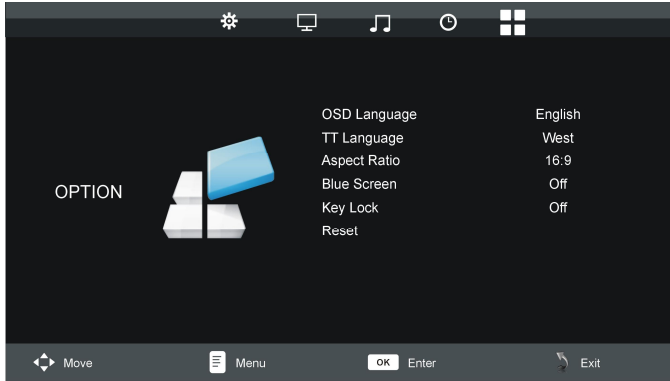 OSD Language English
TT Language West
Aspect Ratio 16:9
Blue Screen Off
OPTION
Key Lock Off
Reset
Move Menu OK Enter Exit